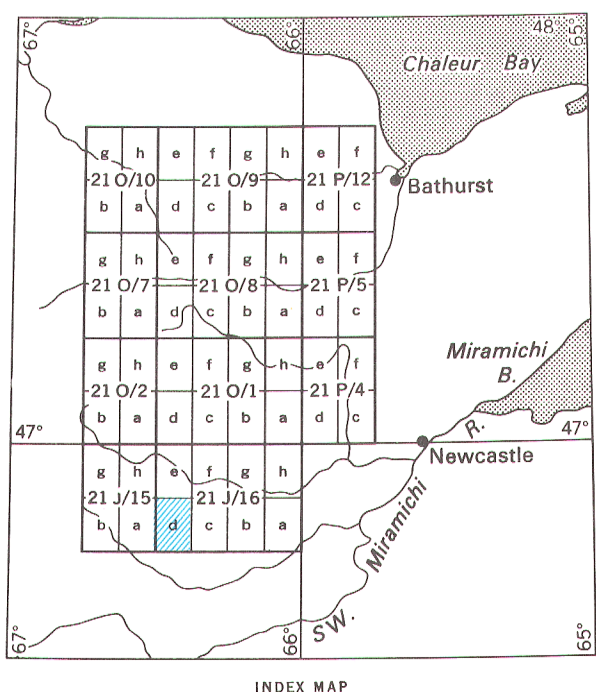 67° 66° 48° 65°
Chaleur Bay
g h e f g h e f
21 O/10 21 O/9 21 P/12
Bathurst
b a d c b a d c
g h e f g h e f
21 O/7 21 O/8 21 P/5
b a d c b a d c
Miramichi
B.
g h e f g h e f
21 O/2 21 O/1 21 P/4
b a d c b a d c
R.
47° 47°
Newcastle
g h e f g h
21 J/15 21 J/16
b a d c b a
Miramichi
SW.
67° 66° 65°
INDEX MAP